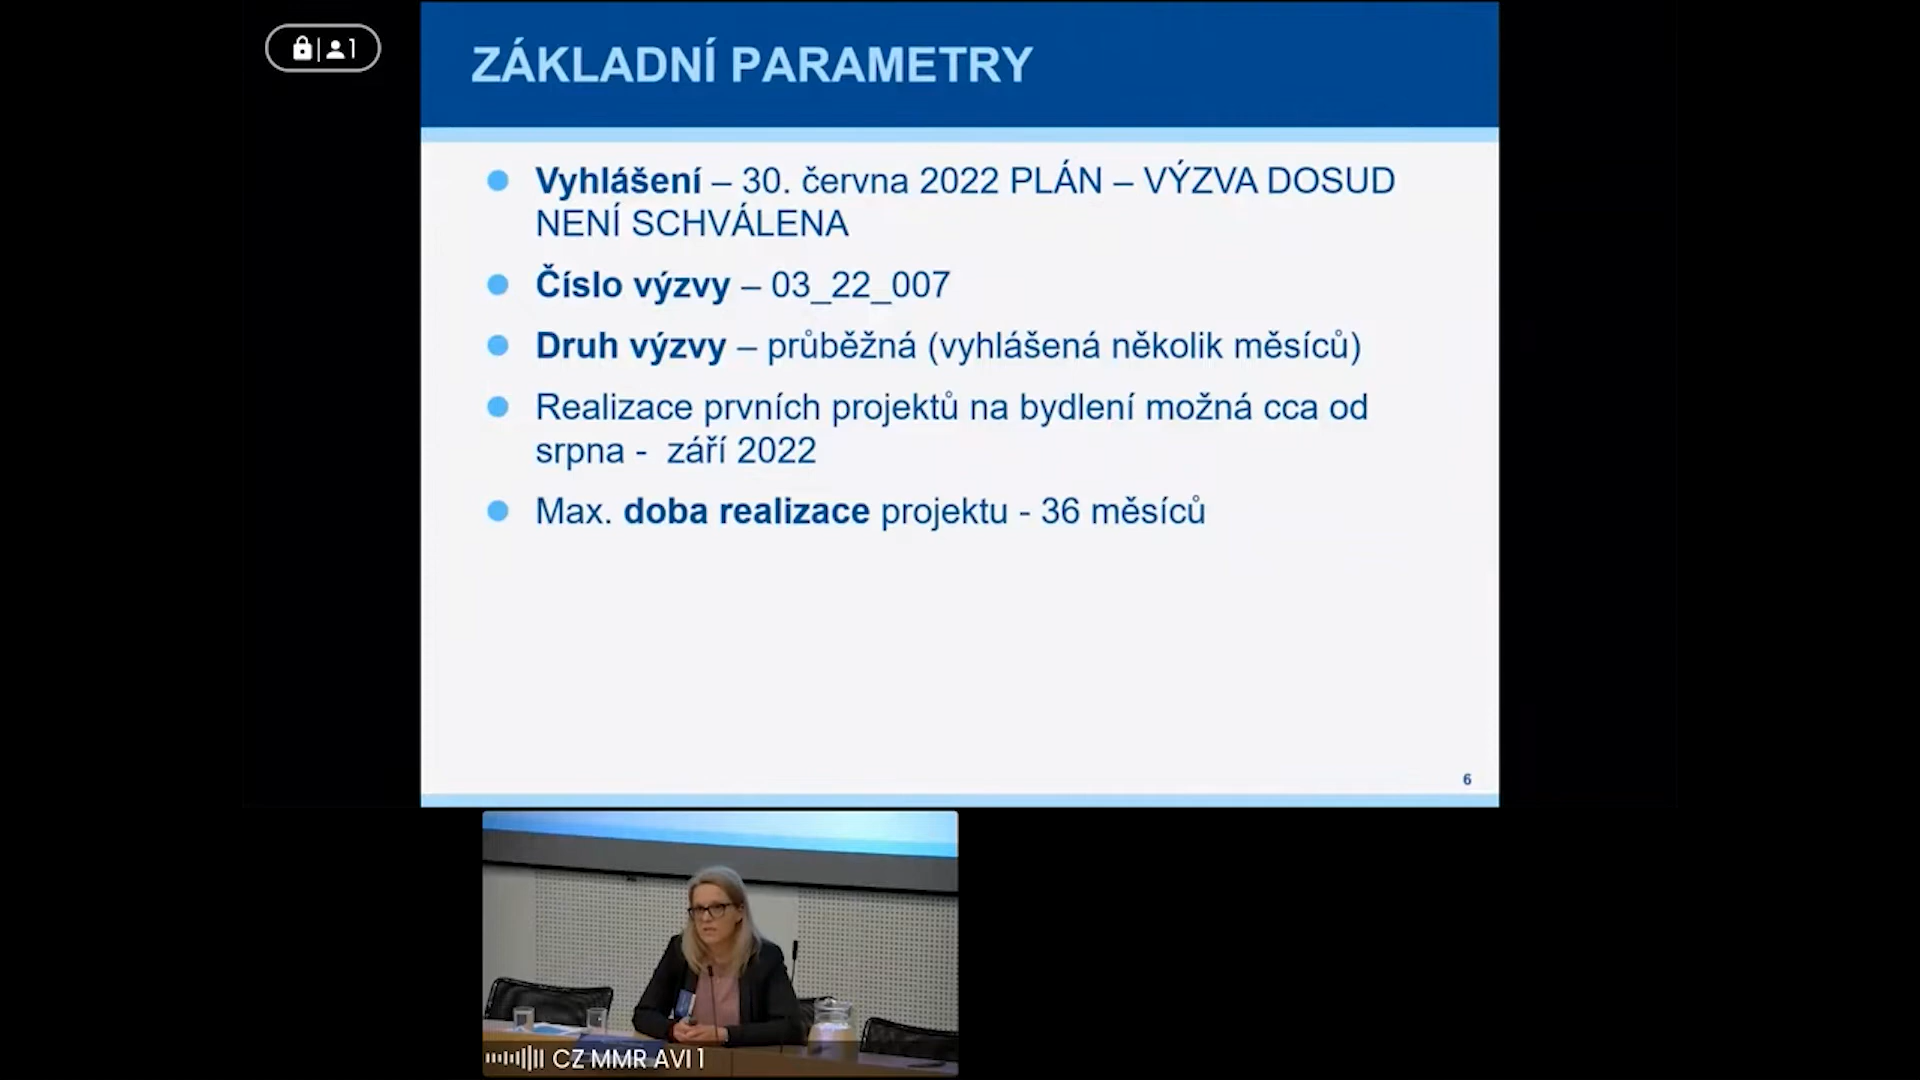 1
ZÁKLADNÍ PARAMETRY
Vyhlášení – 30. června 2022 PLÁN – VÝZVA DOSUD
NENÍ SCHVÁLENA
Číslo výzvy – 03_22_007
Druh výzvy – průběžná (vyhlášená několik měsíců)
Realizace prvních projektů na bydlení možná cca od
srpna - září 2022
Max. doba realizace projektu - 36 měsíců
6
CZ MMR AVI 1